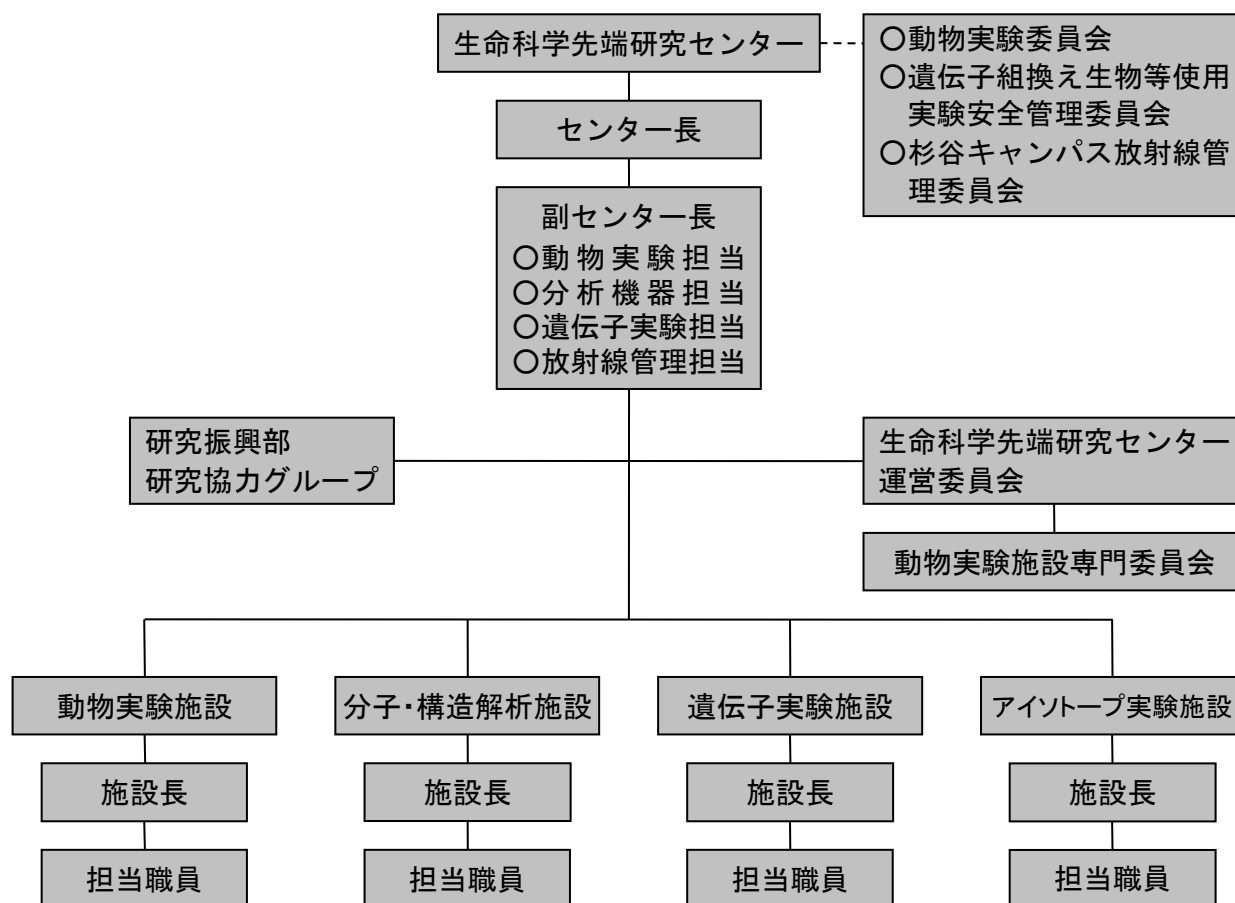 生命科学先端研究センター
○動物実験委員会
○遺伝子組換え生物等使用
実験安全管理委員会
○杉谷キャンパス放射線管
理委員会
センター長
副センター長
○動物実験担当
○分析機器担当
○遺伝子実験担当
○放射線管理担当
研究振興部
研究協力グループ
生命科学先端研究センター
運営委員会
動物実験施設専門委員会
動物実験施設
分子・構造解析施設
遺伝子実験施設
アイソトープ実験施設
施設長
施設長
施設長
施設長
担当職員
担当職員
担当職員
担当職員